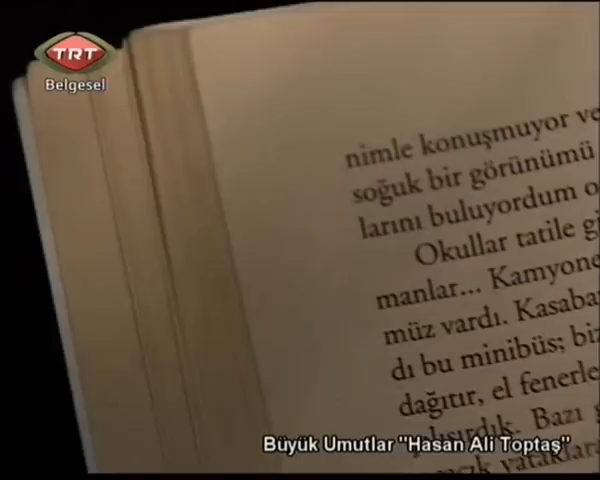 TRT
Belgesel
nimle konuşmuyor ve
soğuk bir görünümü
larını buluyordum o
Okullar tatile gi
manlar... Kamyone
müz vardı. Kasaba
dı bu minibüs; biz
dağıtır, el fenerle
Bazı
yataklara
Büyük Umutlar "Hasan Ali Toptaş"